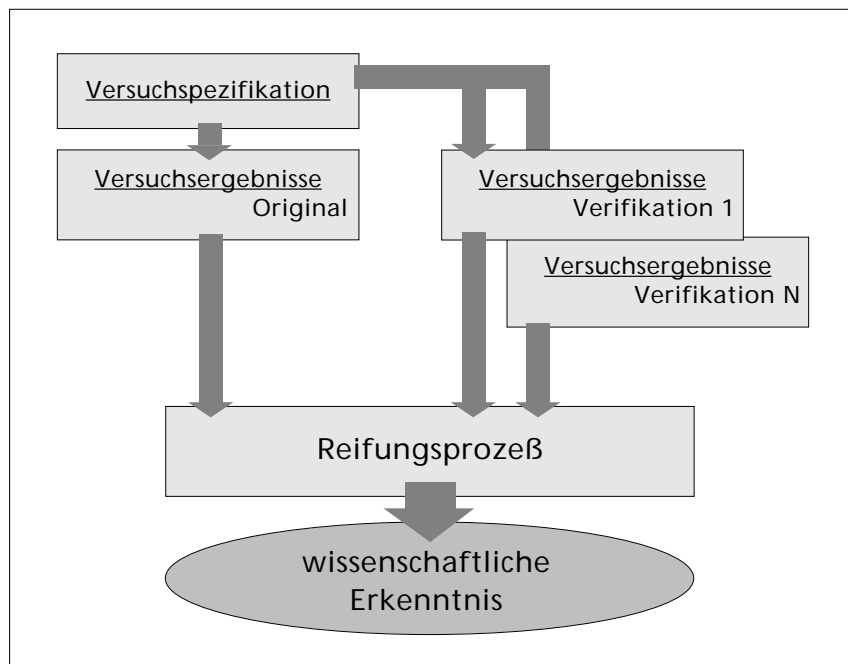 Versuchspezifikation
Versuchsergebnisse
Original
Versuchsergebnisse
Verifikation 1
Versuchsergebnisse
Verifikation N
Reifungsprozeß
wissenschaftliche
Erkenntnis